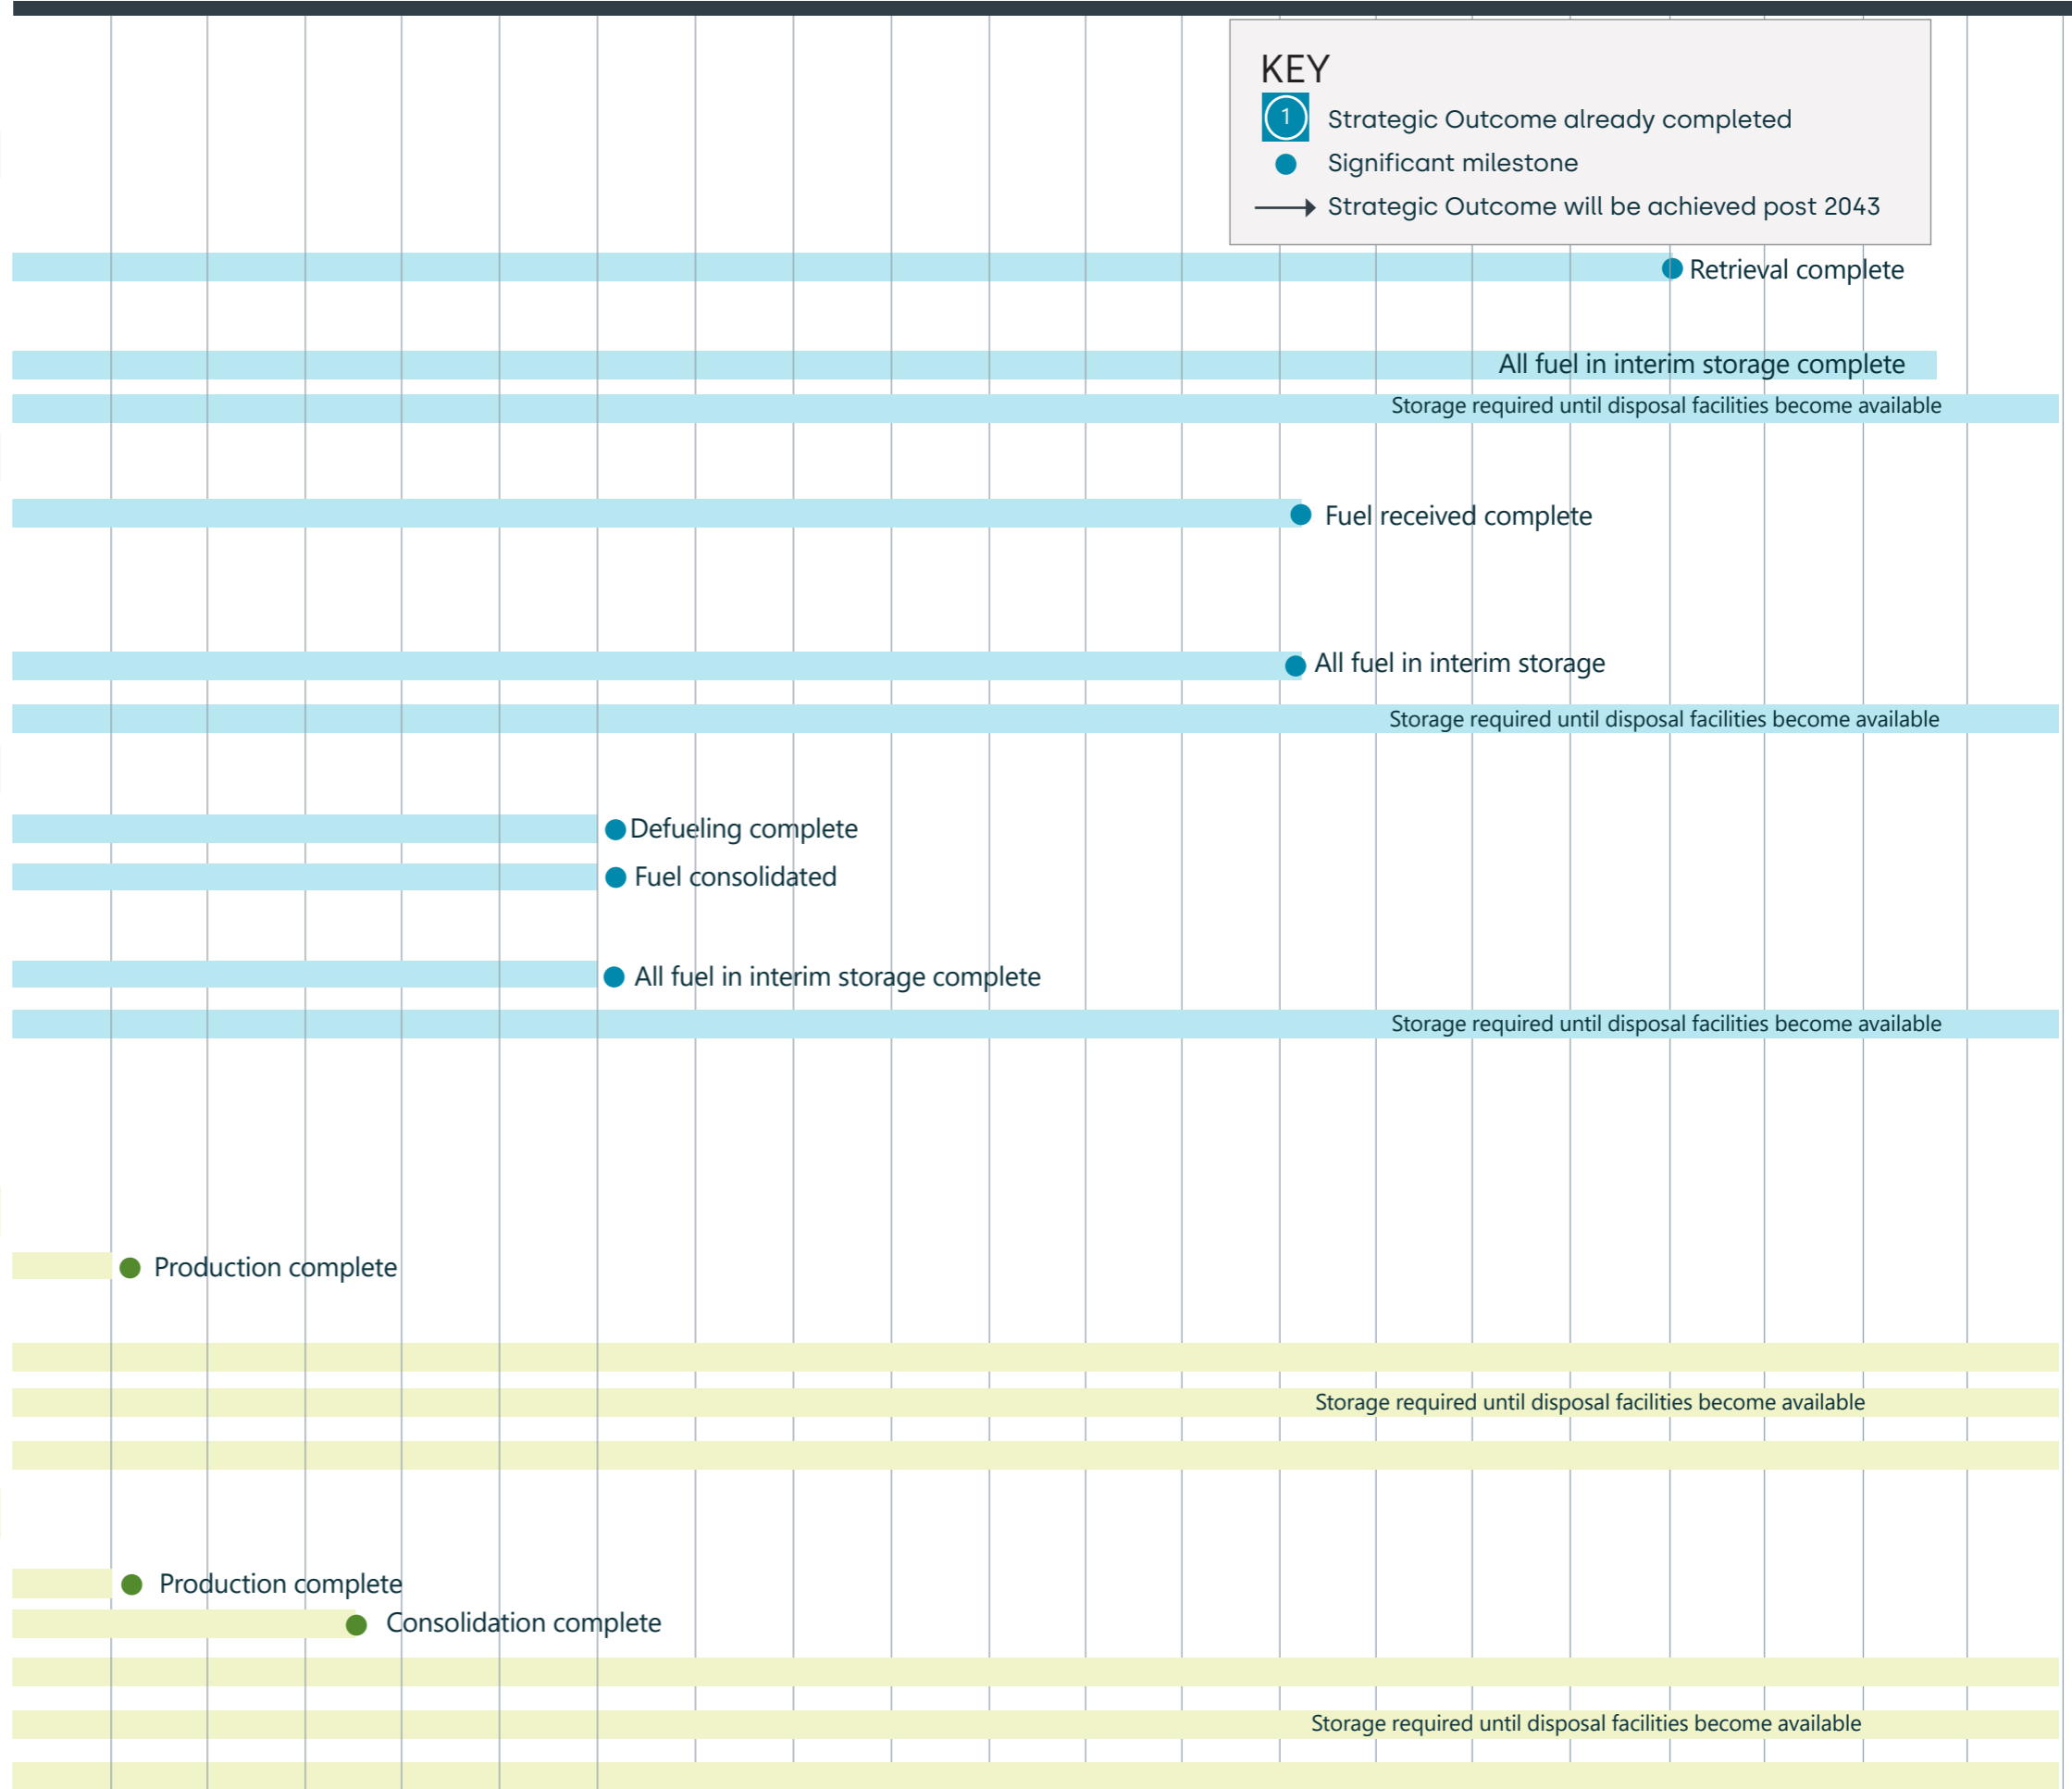 KEY
1 Strategic Outcome already completed
Significant milestone
Strategic Outcome will be achieved post 2043
Retrieval complete
All fuel in interim storage complete
Storage required until disposal facilities become available
Fuel received complete
All fuel in interim storage
Storage required until disposal facilities become available
Defueling complete
Fuel consolidated
All fuel in interim storage complete
Storage required until disposal facilities become available
Production complete
Storage required until disposal facilities become available
Production complete
Consolidation complete
Storage required until disposal facilities become available